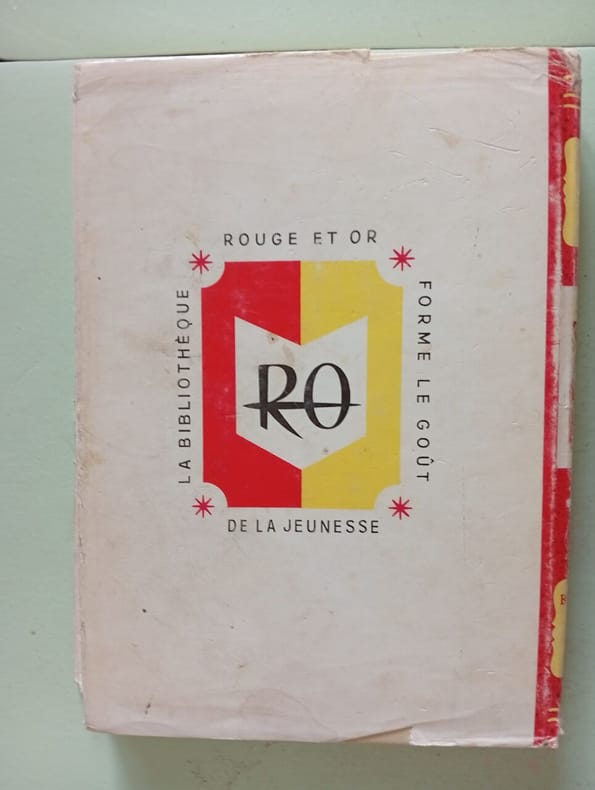 LA BIBLIOTHÈQUE
ROUGE ET OR
FORME LE GOÛT
DE LA JEUNESSE
RO